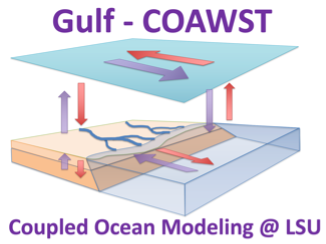 Gulf - COAWST
Coupled Ocean Modeling @ LSU